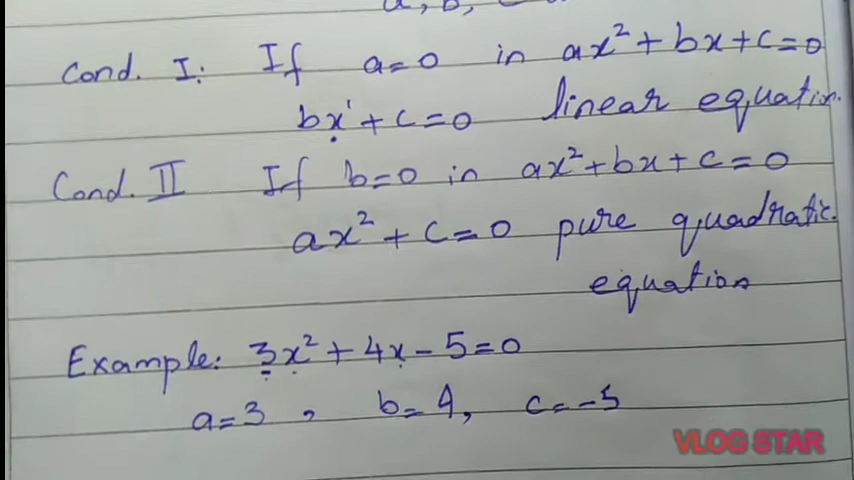 a, b, c
Cond. I: If a=0 in ax²+bx+c=0
bx¹+c=0 linear equation.
Cond. II If b=0 in ax²+bx+c=0
ax²+c=0 pure quadratic.
equation
Example: 3x²+4x-5=0
a=3, b=4, c=-5
VLOG STAR